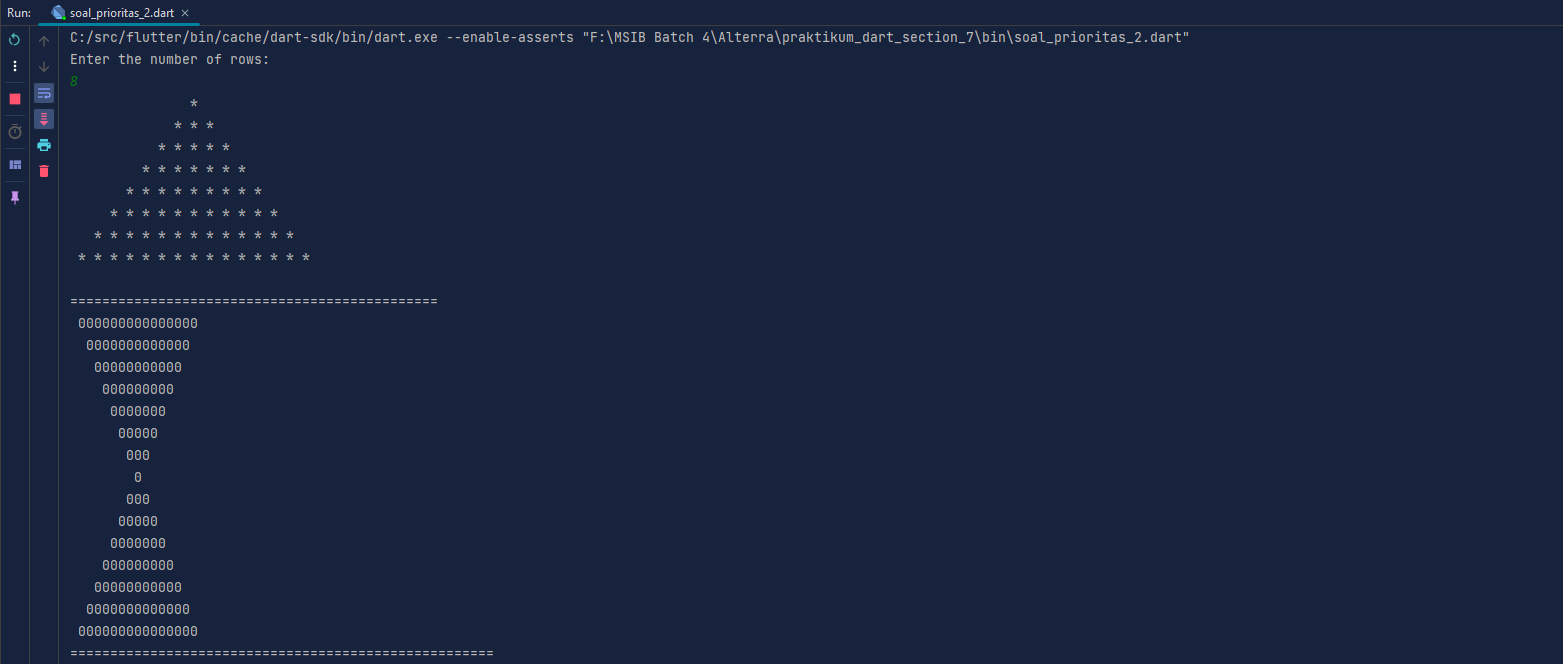 Run: soal_prioritas_2.dart ×
C:/src/flutter/bin/cache/dart-sdk/bin/dart.exe --enable-asserts "F:\MSIB Batch 4\Alterra\praktikum_dart_section_7\bin\soal_prioritas_2.dart"
Enter the number of rows:
8
               *
             * * *
           * * * * *
         * * * * * * *
       * * * * * * * * *
     * * * * * * * * * * *
   * * * * * * * * * * * * *
 * * * * * * * * * * * * * * *
==============================================
 000000000000000
  0000000000000
   00000000000
    000000000
     0000000
      00000
       000
        0
       000
      00000
     0000000
    000000000
   00000000000
  0000000000000
 000000000000000
=====================================================